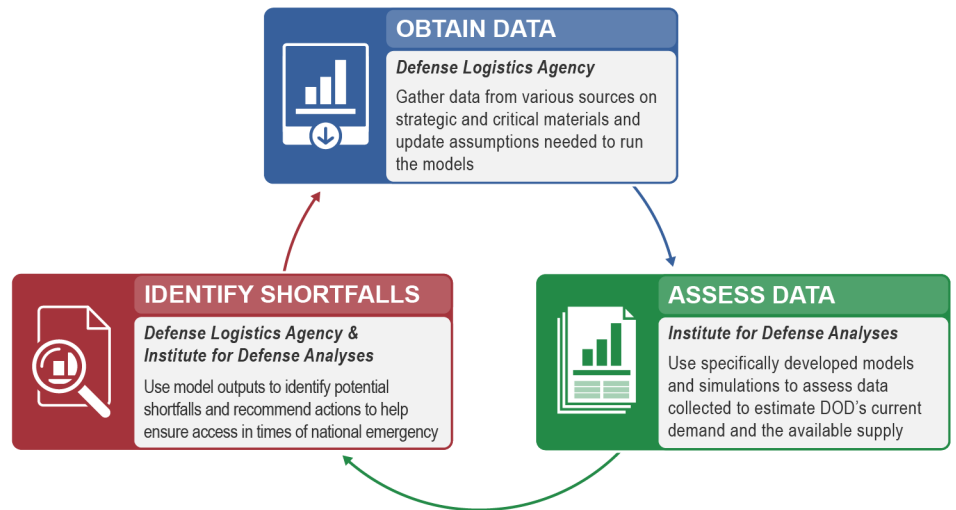 OBTAIN DATA
Defense Logistics Agency
Gather data from various sources on
strategic and critical materials and
update assumptions needed to run
the models
ASSESS DATA
Institute for Defense Analyses
Use specifically developed models
and simulations to assess data
collected to estimate DOD’s current
demand and the available supply
IDENTIFY SHORTFALLS
Defense Logistics Agency &
Institute for Defense Analyses
Use model outputs to identify potential
shortfalls and recommend actions to help
ensure access in times of national emergency